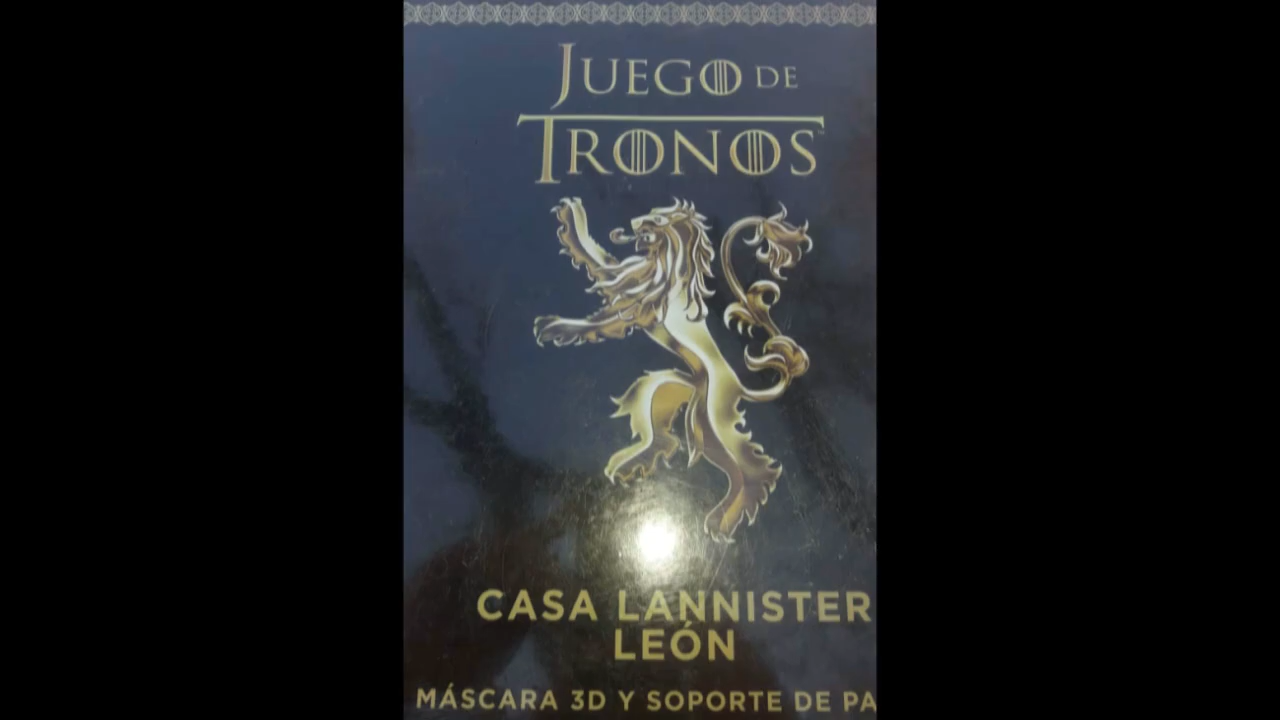 JUEGO DE
TRONOS
CASA LANNISTER
LEÓN
MÁSCARA 3D Y SOPORTE DE